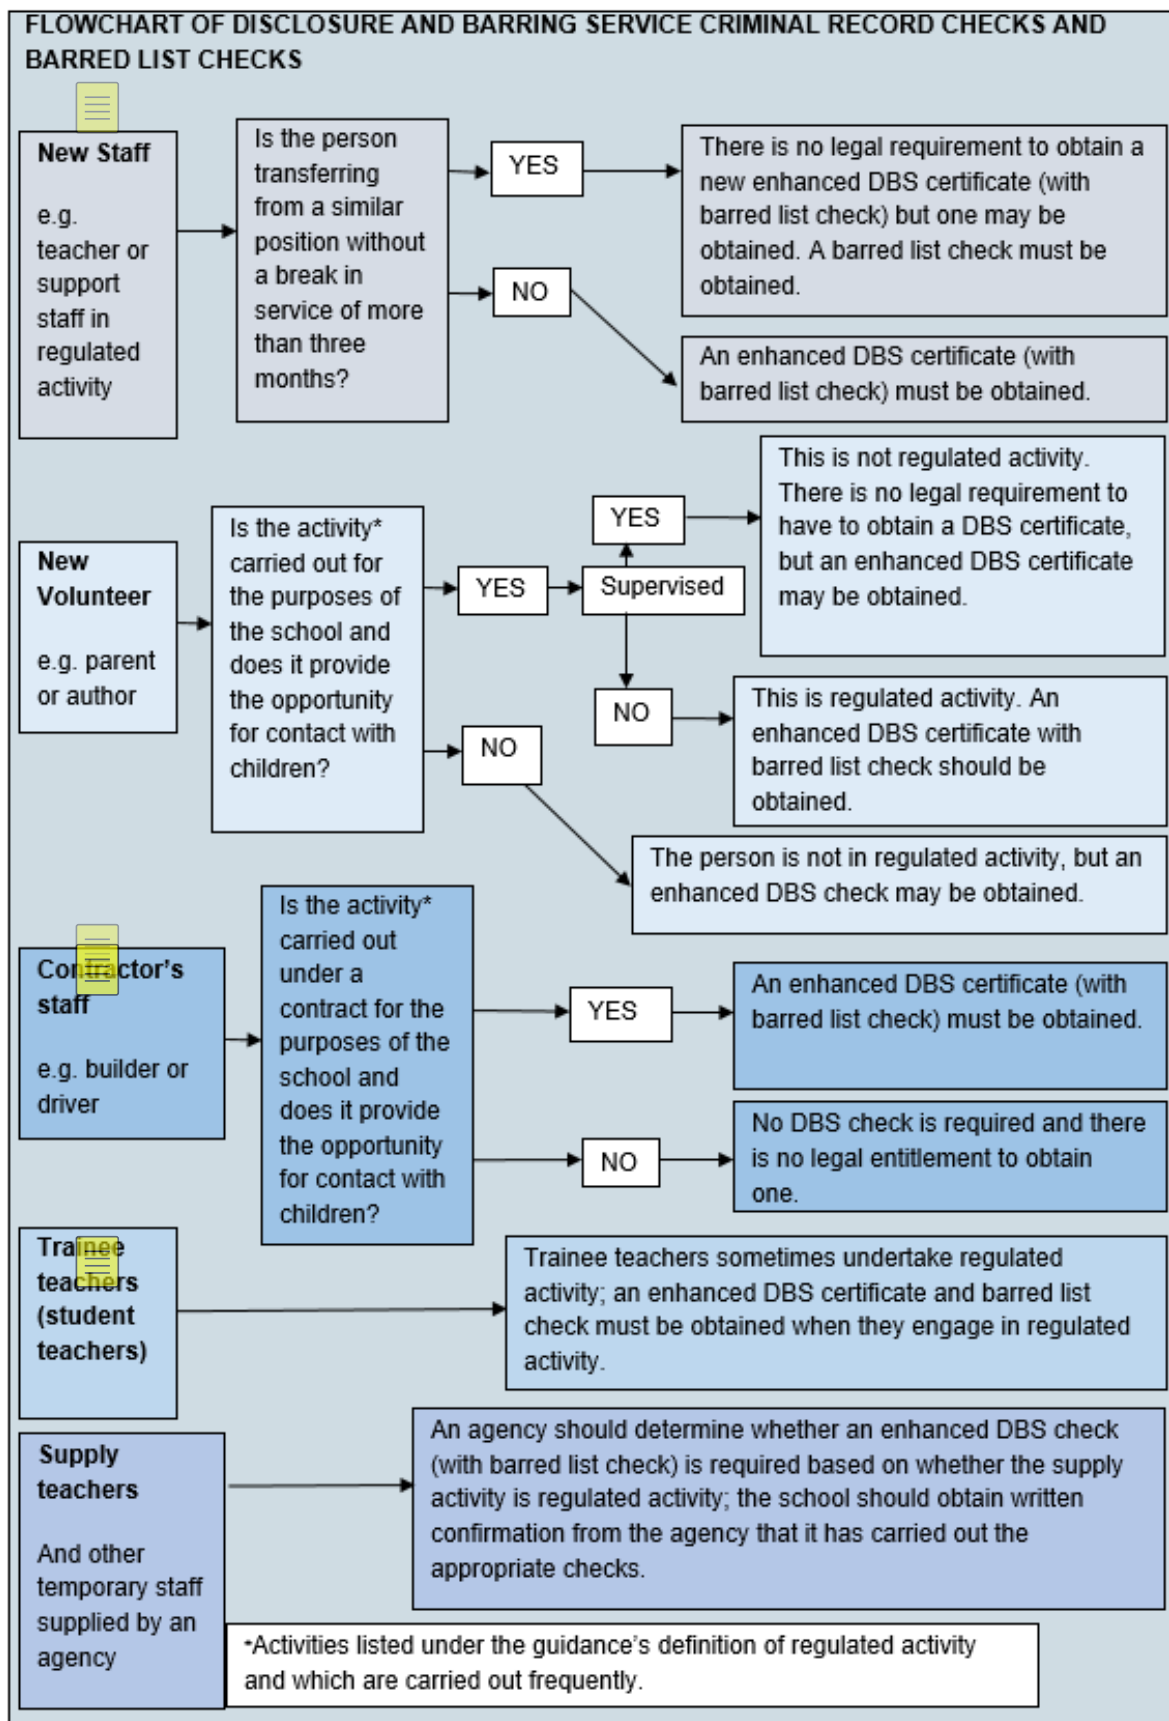 FLOWCHART OF DISCLOSURE AND BARRING SERVICE CRIMINAL RECORD CHECKS AND
BARRED LIST CHECKS
New Staff
e.g.
teacher or
support
staff in
regulated
activity
Is the person
transferring
from a similar
position without
a break in
service of more
than three
months?
YES
There is no legal requirement to obtain a
new enhanced DBS certificate (with
barred list check) but one may be
obtained. A barred list check must be
obtained.
NO
An enhanced DBS certificate (with
barred list check) must be obtained.
New
Volunteer
e.g. parent
or author
Is the activity*
carried out for
the purposes of
the school and
does it provide
the opportunity
for contact with
children?
YES
Supervised
YES
This is not regulated activity.
There is no legal requirement to
have to obtain a DBS certificate,
but an enhanced DBS certificate
may be obtained.
NO
This is regulated activity. An
enhanced DBS certificate with
barred list check should be
obtained.
NO
The person is not in regulated activity, but an
enhanced DBS check may be obtained.
Contractor's
staff
e.g. builder or
driver
Is the activity*
carried out
under a
contract for the
purposes of the
school and
does it provide
the opportunity
for contact with
children?
YES
An enhanced DBS certificate (with
barred list check) must be obtained.
NO
No DBS check is required and there
is no legal entitlement to obtain
one.
Trainee
teachers
(student
teachers)
Trainee teachers sometimes undertake regulated
activity; an enhanced DBS certificate and barred list
check must be obtained when they engage in regulated
activity.
Supply
teachers
And other
temporary staff
supplied by an
agency
An agency should determine whether an enhanced DBS check
(with barred list check) is required based on whether the supply
activity is regulated activity; the school should obtain written
confirmation from the agency that it has carried out the
appropriate checks.
*Activities listed under the guidance's definition of regulated activity
and which are carried out frequently.